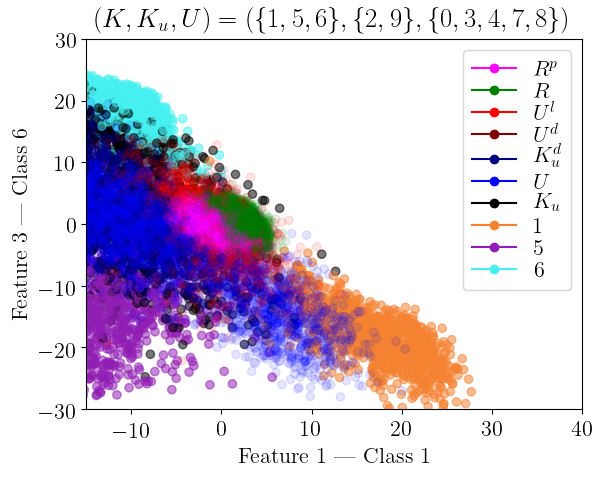 (K, K_u, U) = ({1, 5, 6}, {2, 9}, {0, 3, 4, 7, 8})
30
20
10
0
−10
−20
−30
−10
0
10
20
30
40
Feature 3 — Class 6
Feature 1 — Class 1
R^p
R
U^l
U^d
K_u^d
U
K_u
1
5
6